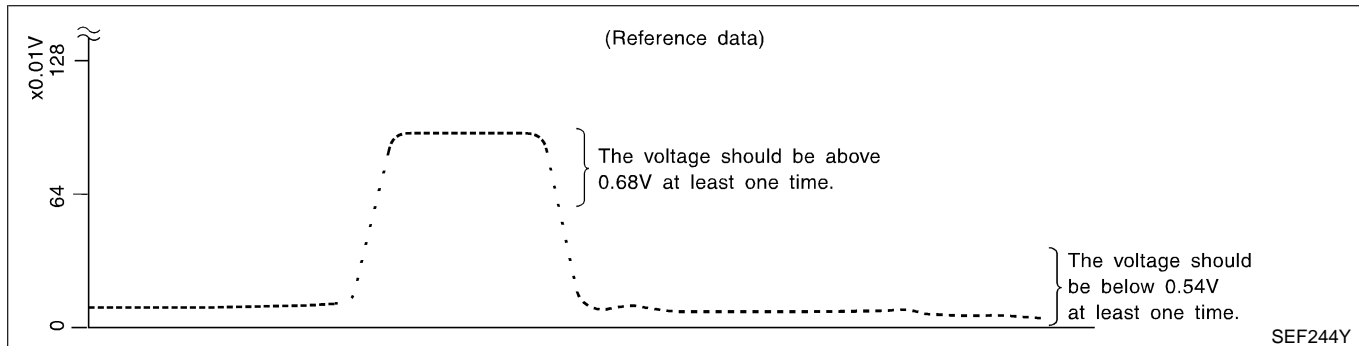 (Reference data)
x0.01V
128
64
0
The voltage should be above
0.68V at least one time.
The voltage should
be below 0.54V
at least one time.
SEF244Y